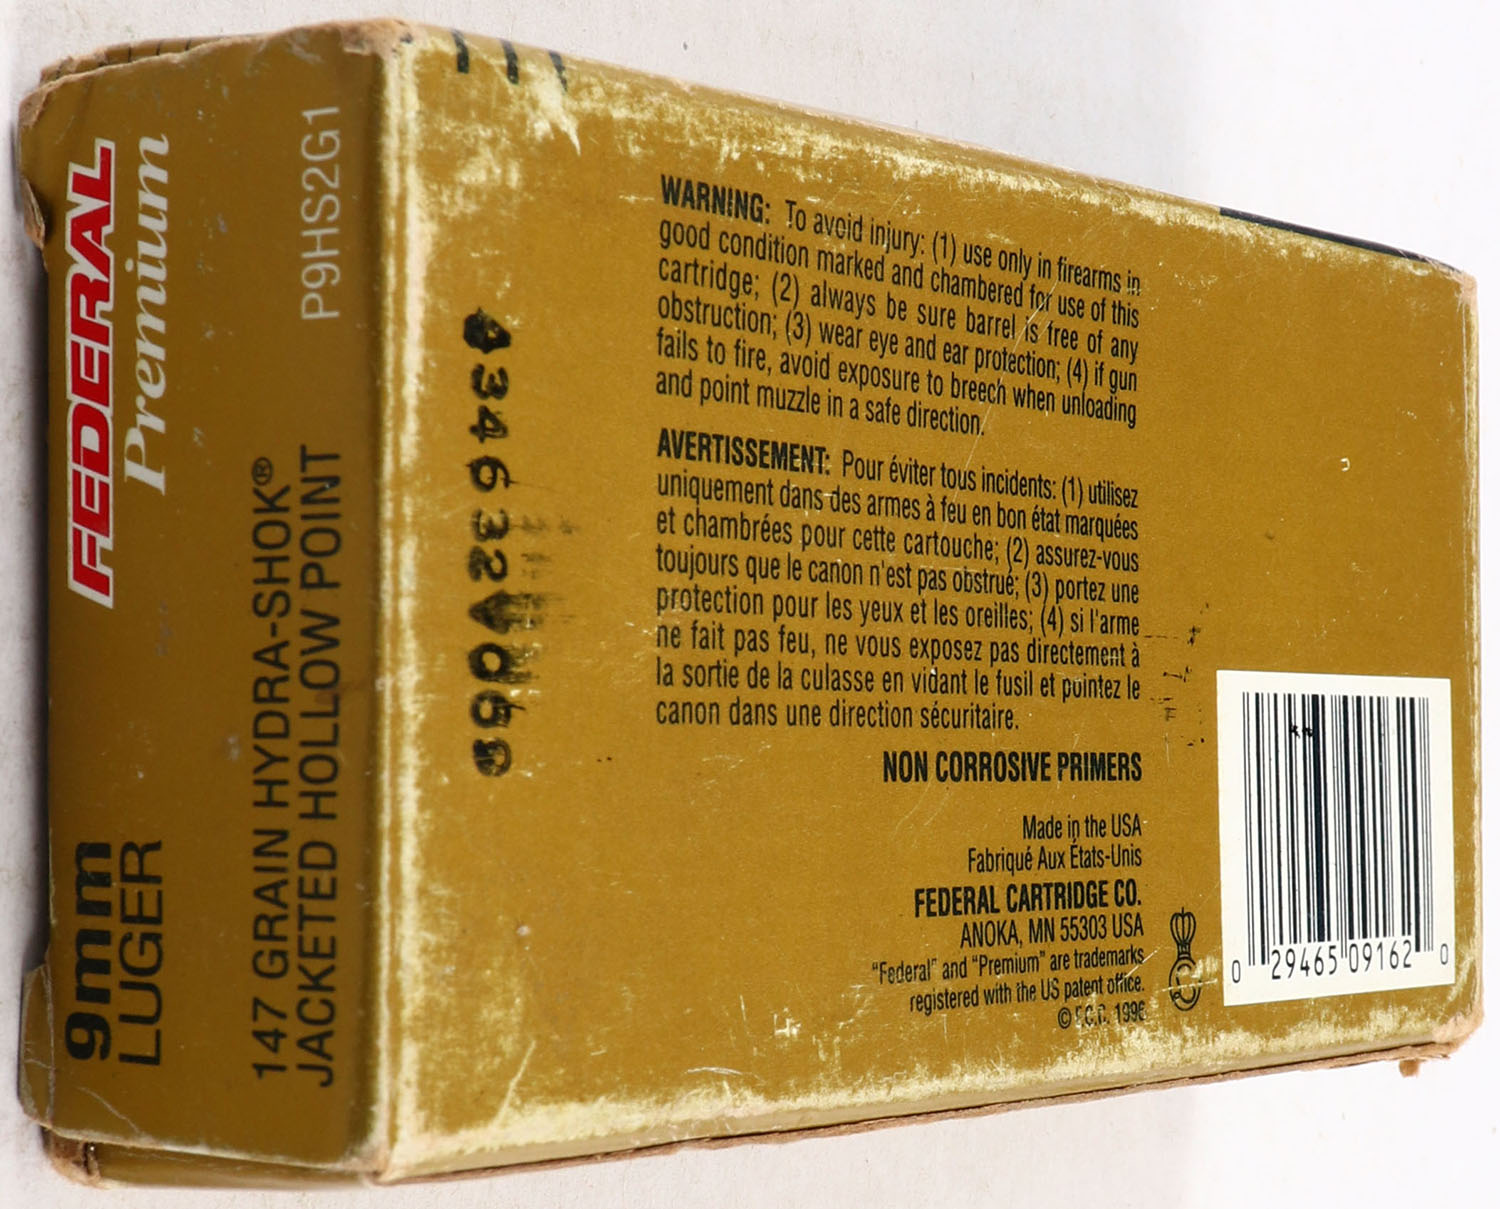 FEDERAL
Premium
9mm
LUGER
147 GRAIN HYDRA-SHOK®
JACKETED HOLLOW POINT
P9HS2G1
WARNING: To avoid injury: (1) use only in firearms in
good condition marked and chambered for use of this
cartridge; (2) always be sure barrel is free of any
obstruction; (3) wear eye and ear protection; (4) if gun
fails to fire, avoid exposure to breech when unloading
and point muzzle in a safe direction.
AVERTISSEMENT: Pour éviter tous incidents: (1) utilisez
uniquement dans des armes à feu en bon état marquées
et chambrées pour cette cartouche; (2) assurez-vous
toujours que le canon n'est pas obstrué; (3) portez une
protection pour les yeux et les oreilles; (4) si l'arme
ne fait pas feu, ne vous exposez pas directement à
la sortie de la culasse en vidant le fusil et pointez le
canon dans une direction sécuritaire.
NON CORROSIVE PRIMERS
Made in the USA
Fabriqué Aux États-Unis
FEDERAL CARTRIDGE CO.
ANOKA, MN 55303 USA
"Federal" and "Premium" are trademarks
registered with the US patent office.
© F.C.C. 1996
0 29465 09162 0